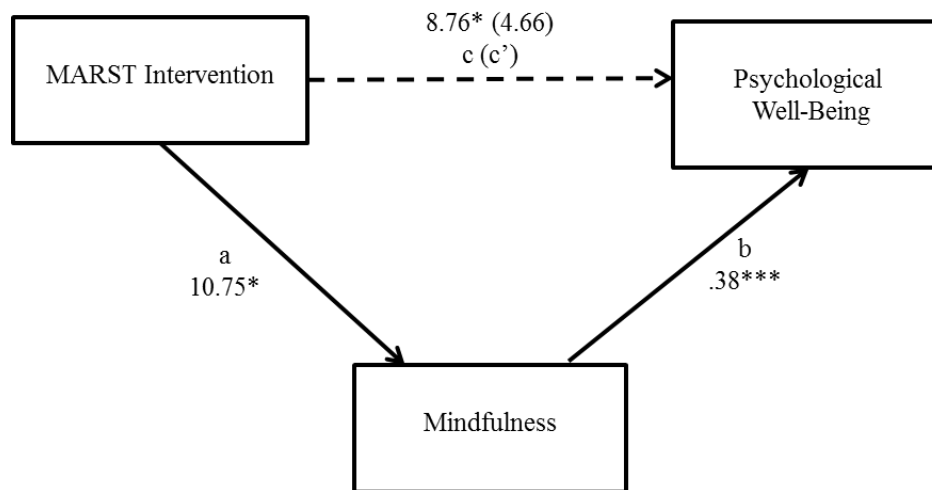 8.76* (4.66)
c (c’)
MARST Intervention
Psychological
Well-Being
a
10.75*
b
.38***
Mindfulness